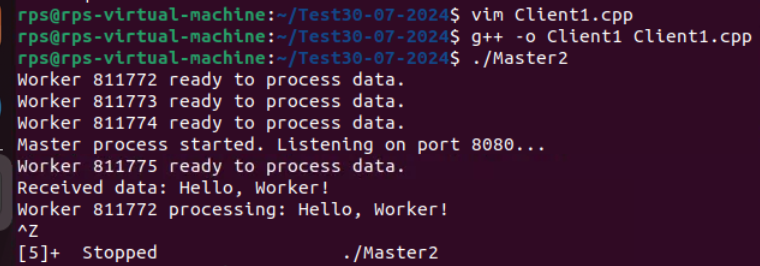 rps@rps-virtual-machine:~/Test30-07-2024$ vim Client1.cpp
rps@rps-virtual-machine:~/Test30-07-2024$ g++ -o Client1 Client1.cpp
rps@rps-virtual-machine:~/Test30-07-2024$ ./Master2
Worker 811772 ready to process data.
Worker 811773 ready to process data.
Worker 811774 ready to process data.
Master process started. Listening on port 8080...
Worker 811775 ready to process data.
Received data: Hello, Worker!
Worker 811772 processing: Hello, Worker!
^Z
[5]+  Stopped                 ./Master2